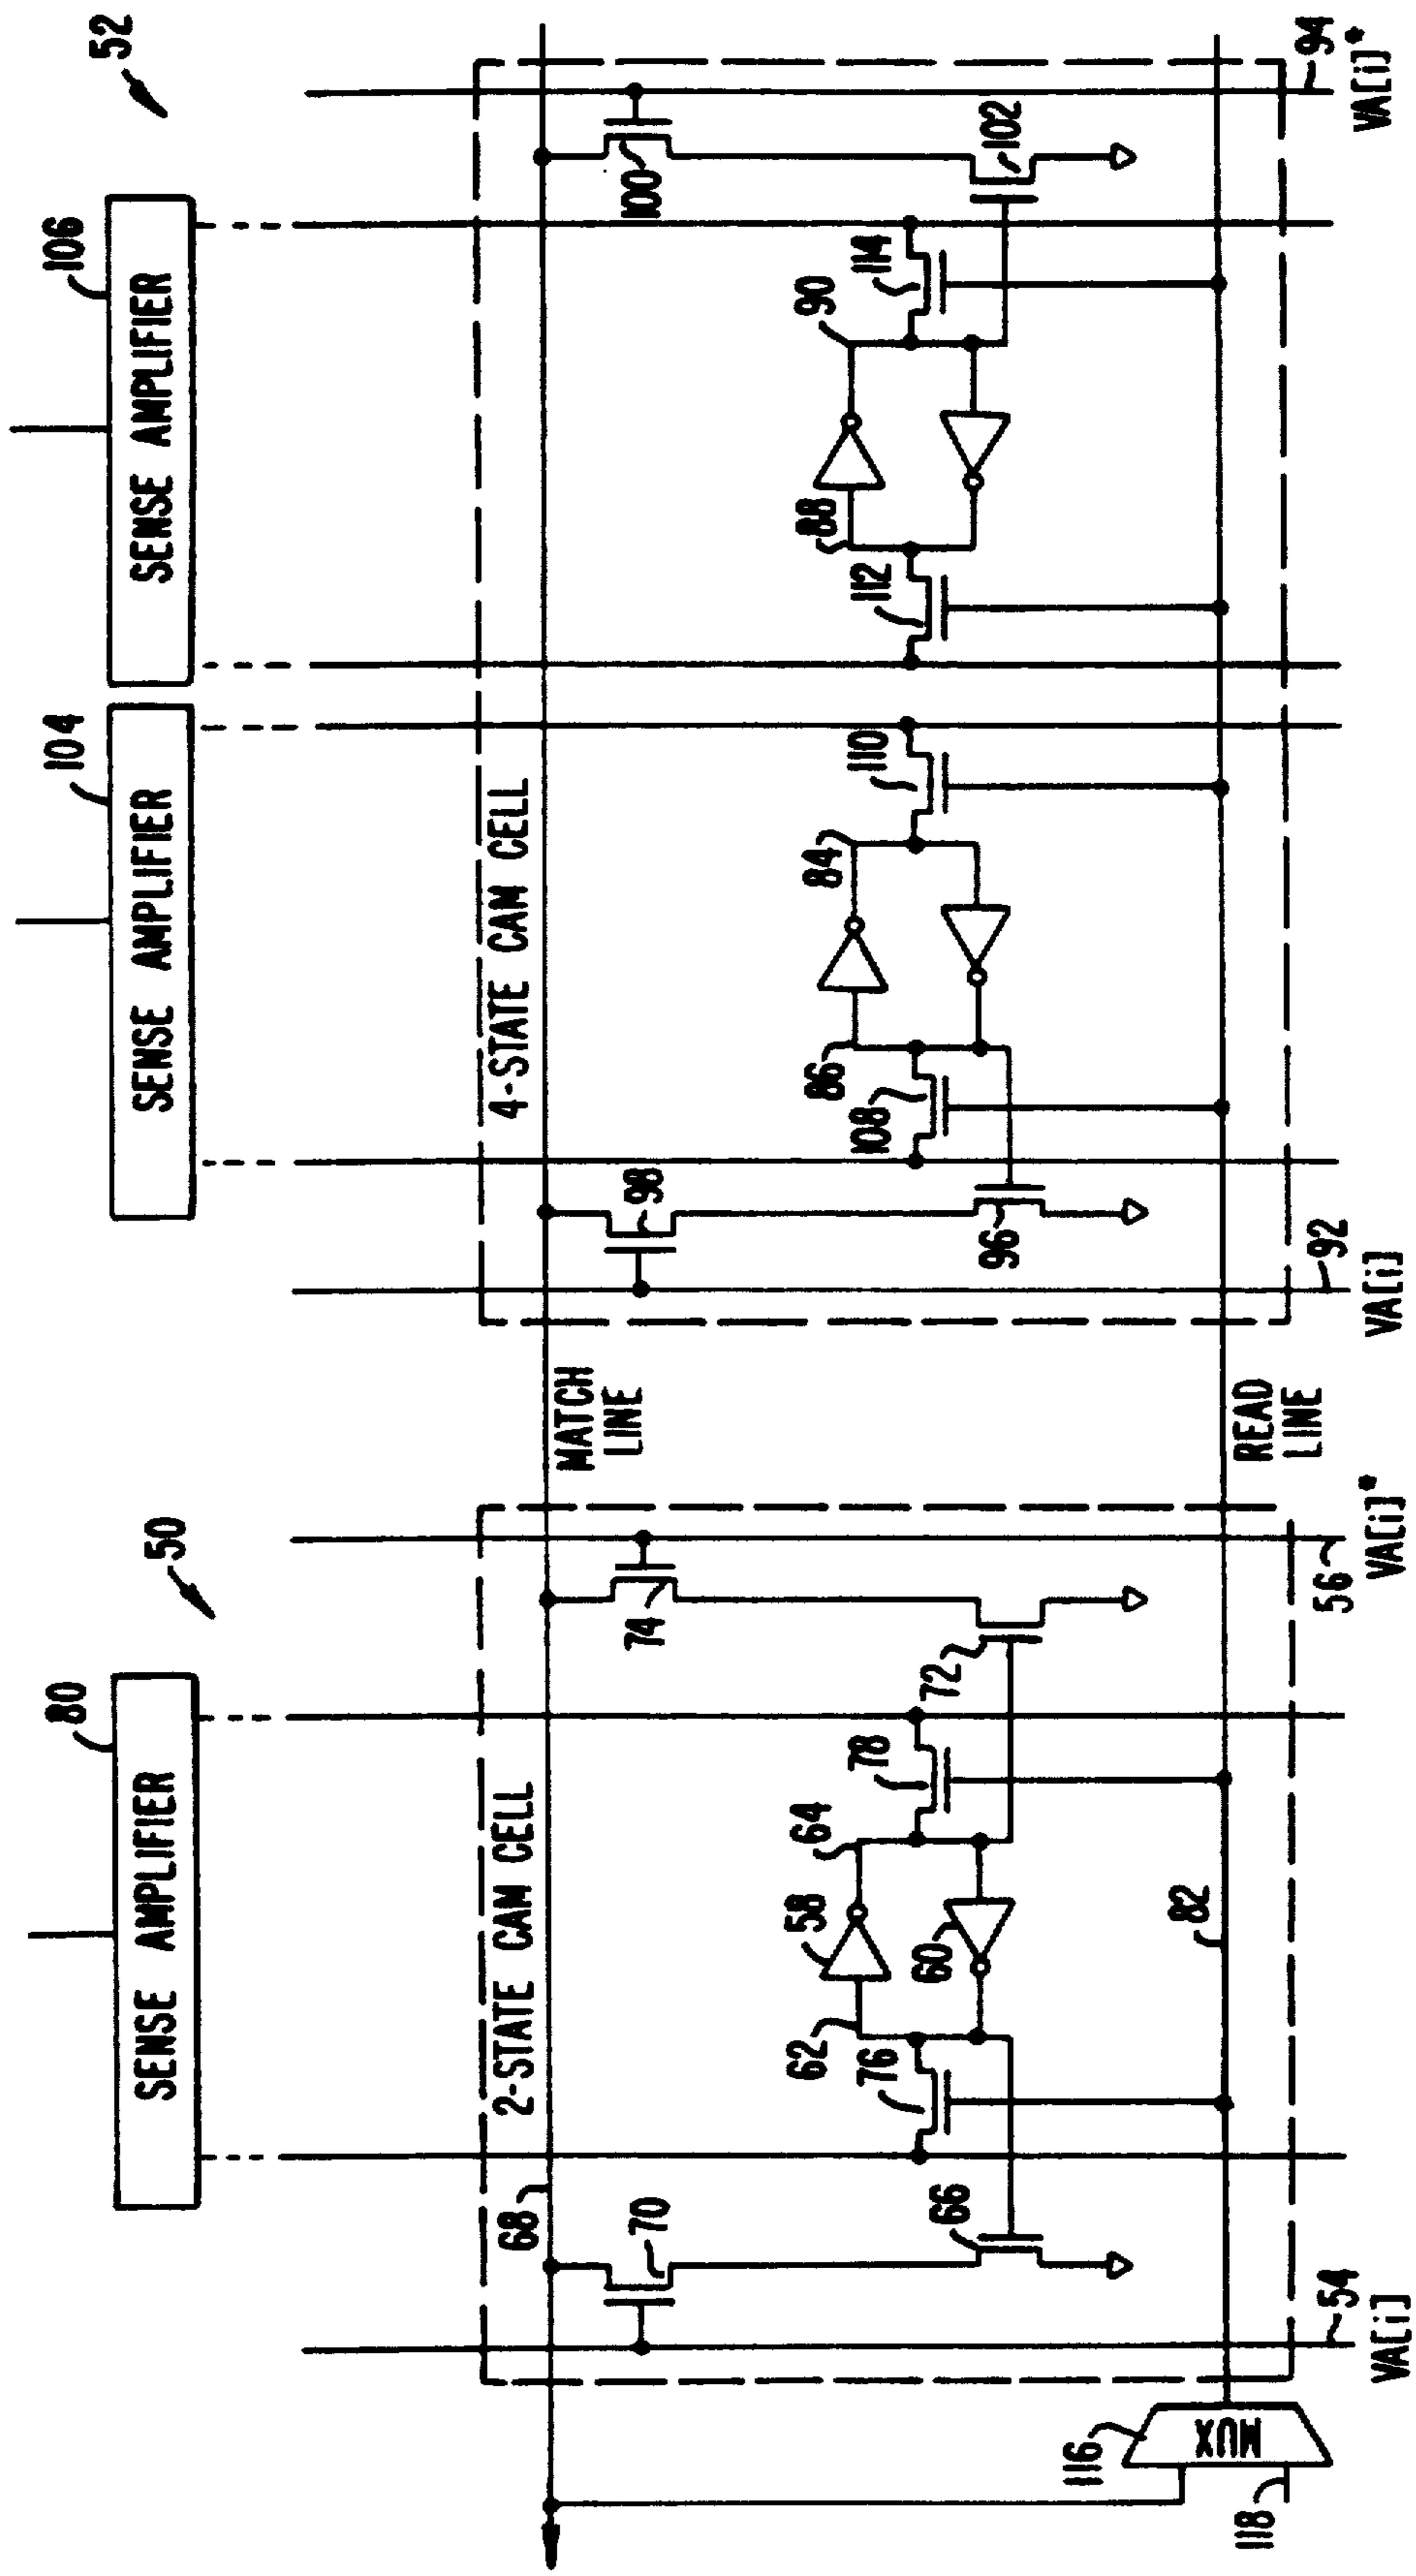 50
52
80
SENSE AMPLIFIER
104
SENSE AMPLIFIER
106
SENSE AMPLIFIER
2-STATE CAM CELL
4-STATE CAM CELL
68
MATCH
LINE
70
74
98
100
62
58
64
86
84
88
90
76
78
108
110
112
114
60
66
72
96
102
82
READ
LINE
116
MUX
118
54
VA[i]
56
VA[i]*
92
VA[i]
94
VA[i]*